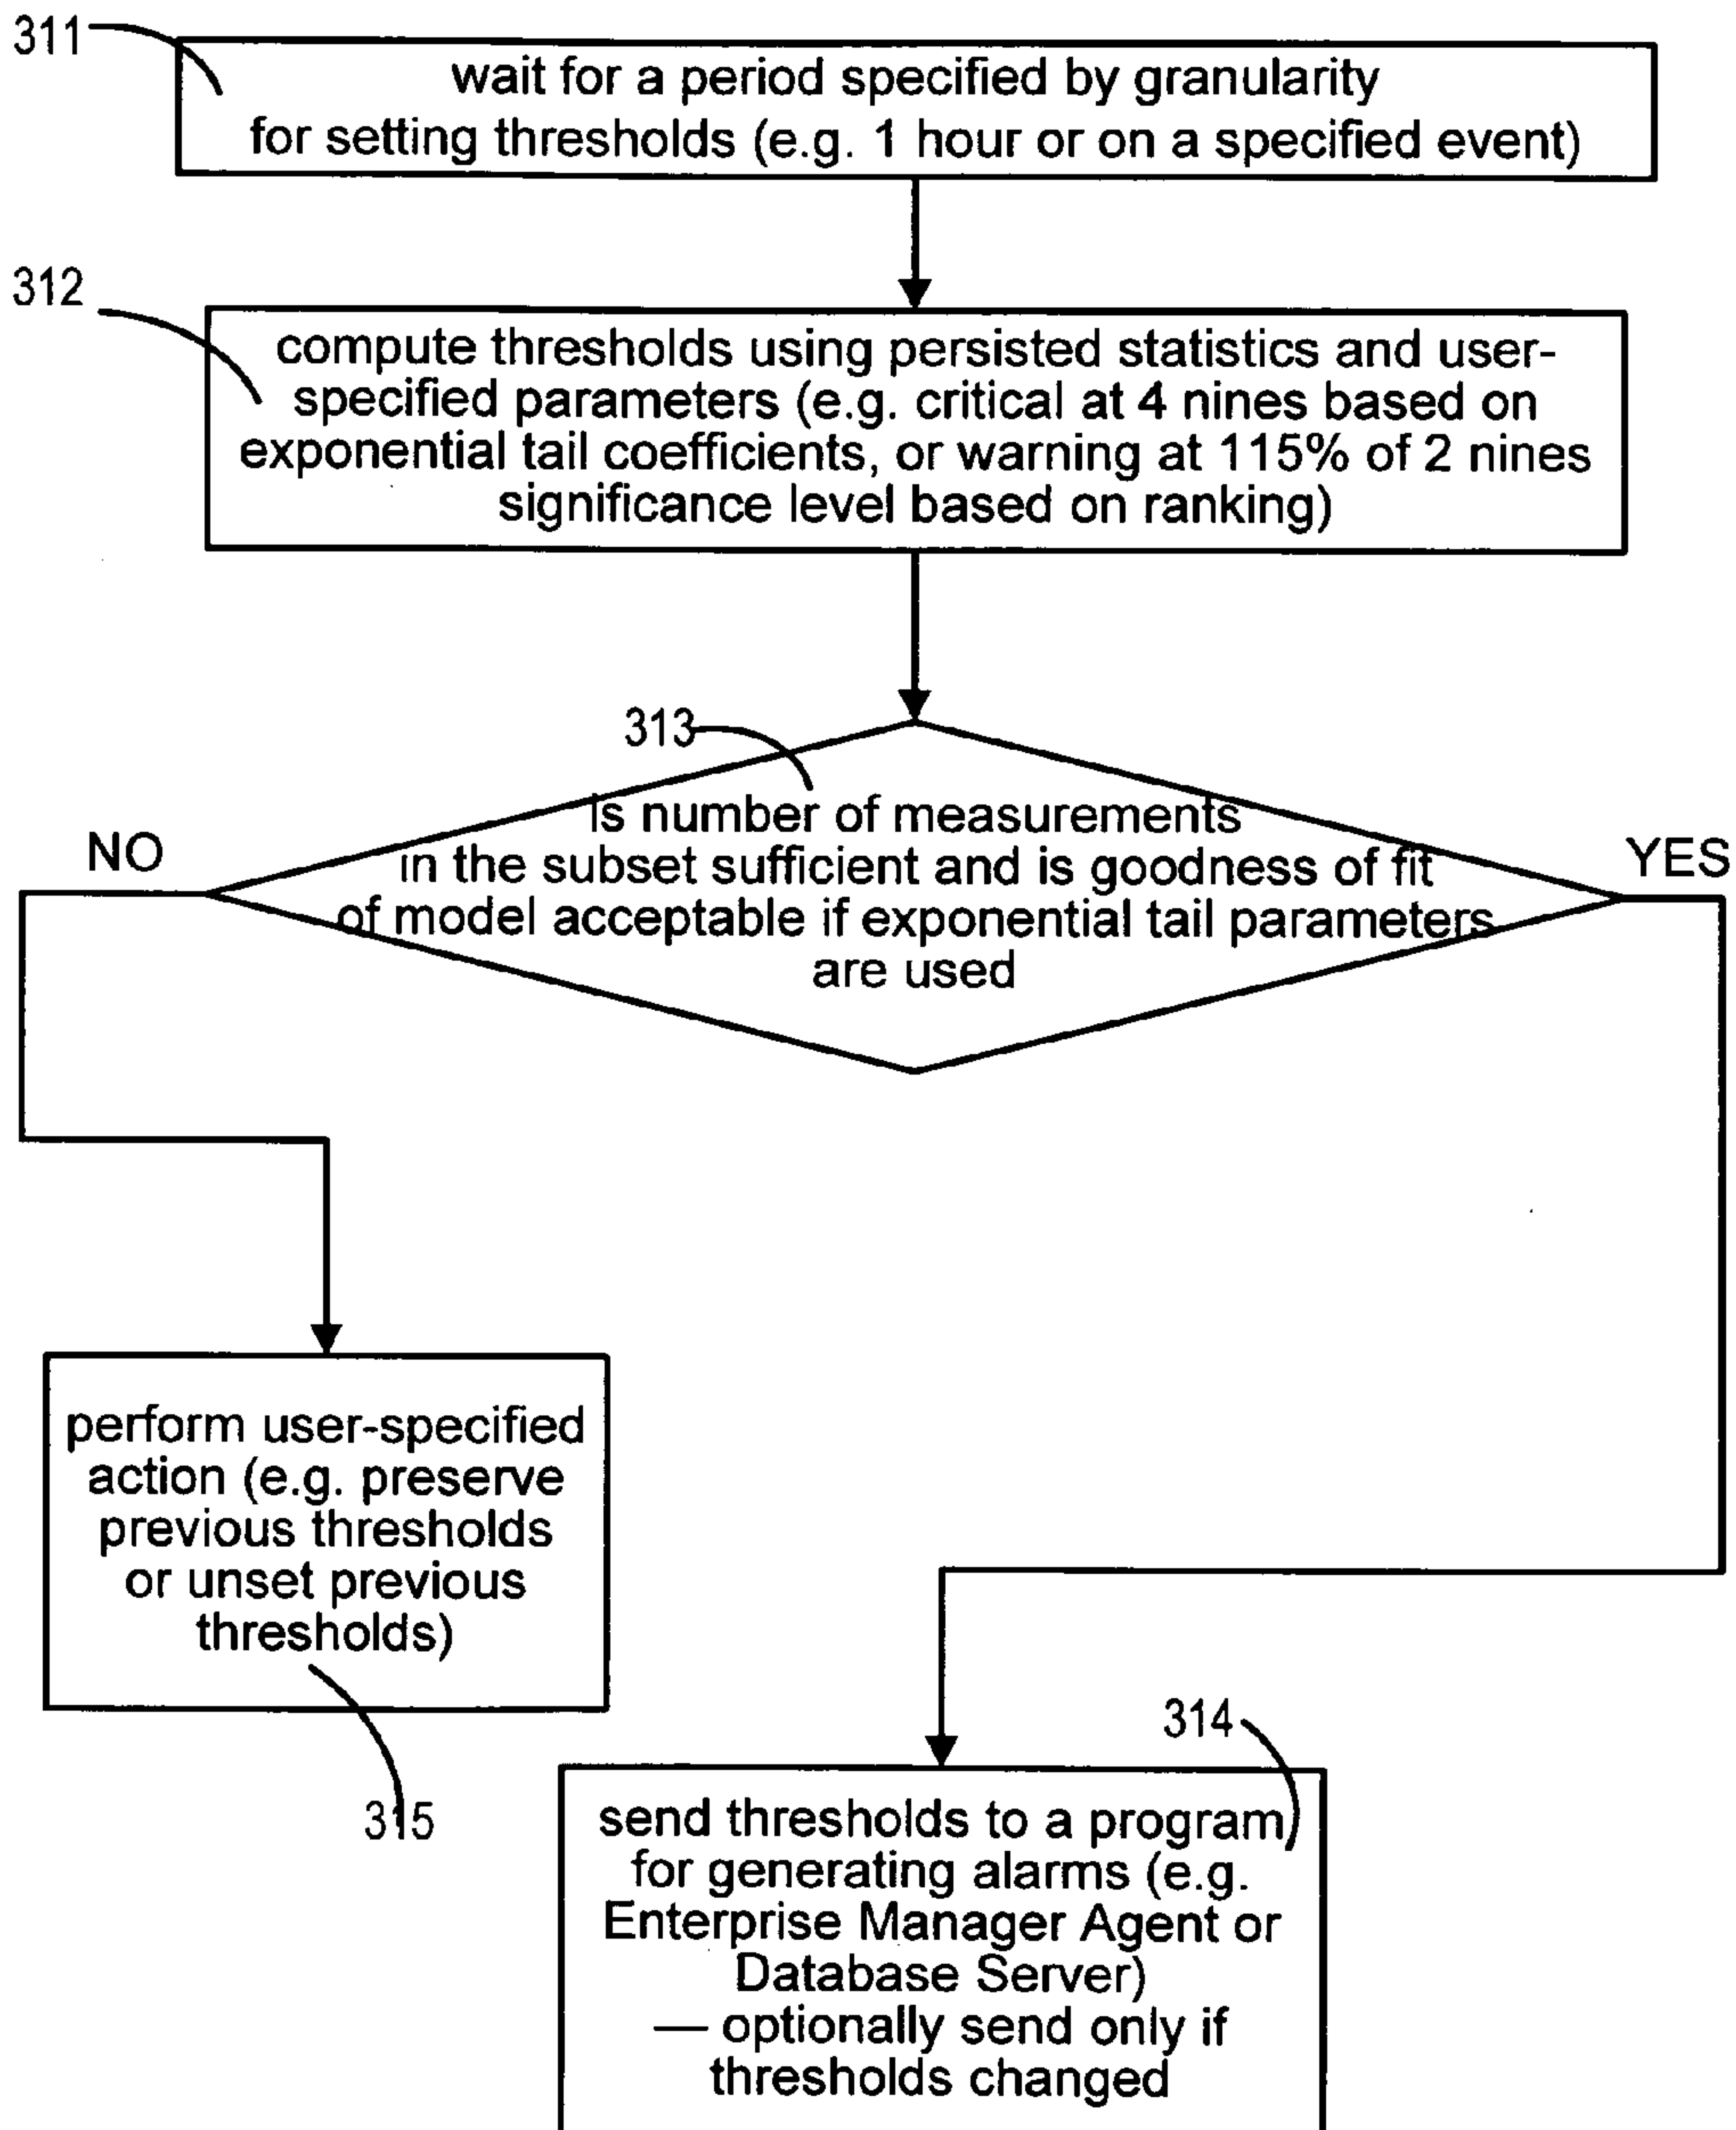 311
wait for a period specified by granularity
for setting thresholds (e.g. 1 hour or on a specified event)
312
compute thresholds using persisted statistics and user-
specified parameters (e.g. critical at 4 nines based on
exponential tail coefficients, or warning at 115% of 2 nines
significance level based on ranking)
313
is number of measurements
in the subset sufficient and is goodness of fit
of model acceptable if exponential tail parameters
are used
NO
YES
perform user-specified
action (e.g. preserve
previous thresholds
or unset previous
thresholds)
315
314
send thresholds to a program
for generating alarms (e.g.
Enterprise Manager Agent or
Database Server)
— optionally send only if
thresholds changed